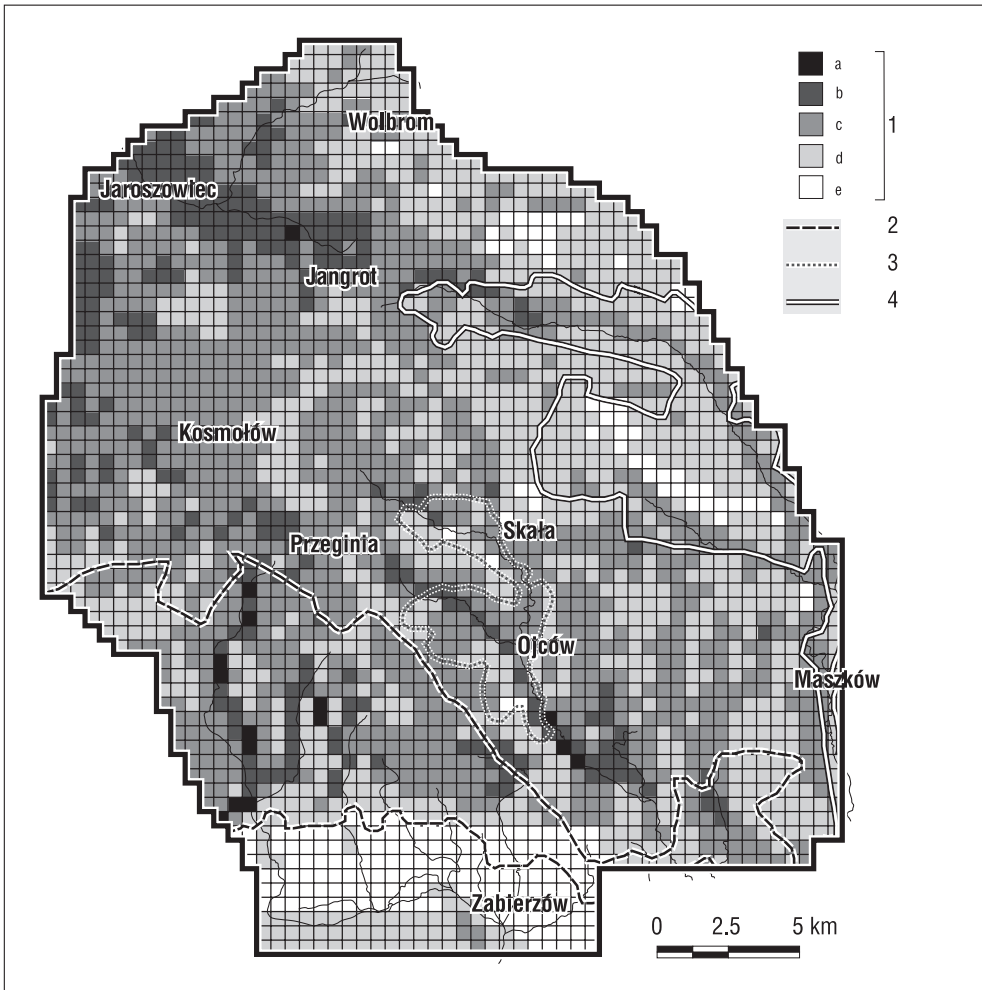 a
b
Wolbrom
c
1
d
Jaroszowiec
e
2
3
Jangrot
4
Kosmołów
Skała
Przeginia
Ojców
Maszków
Zabierzów
0 2.5 5 km